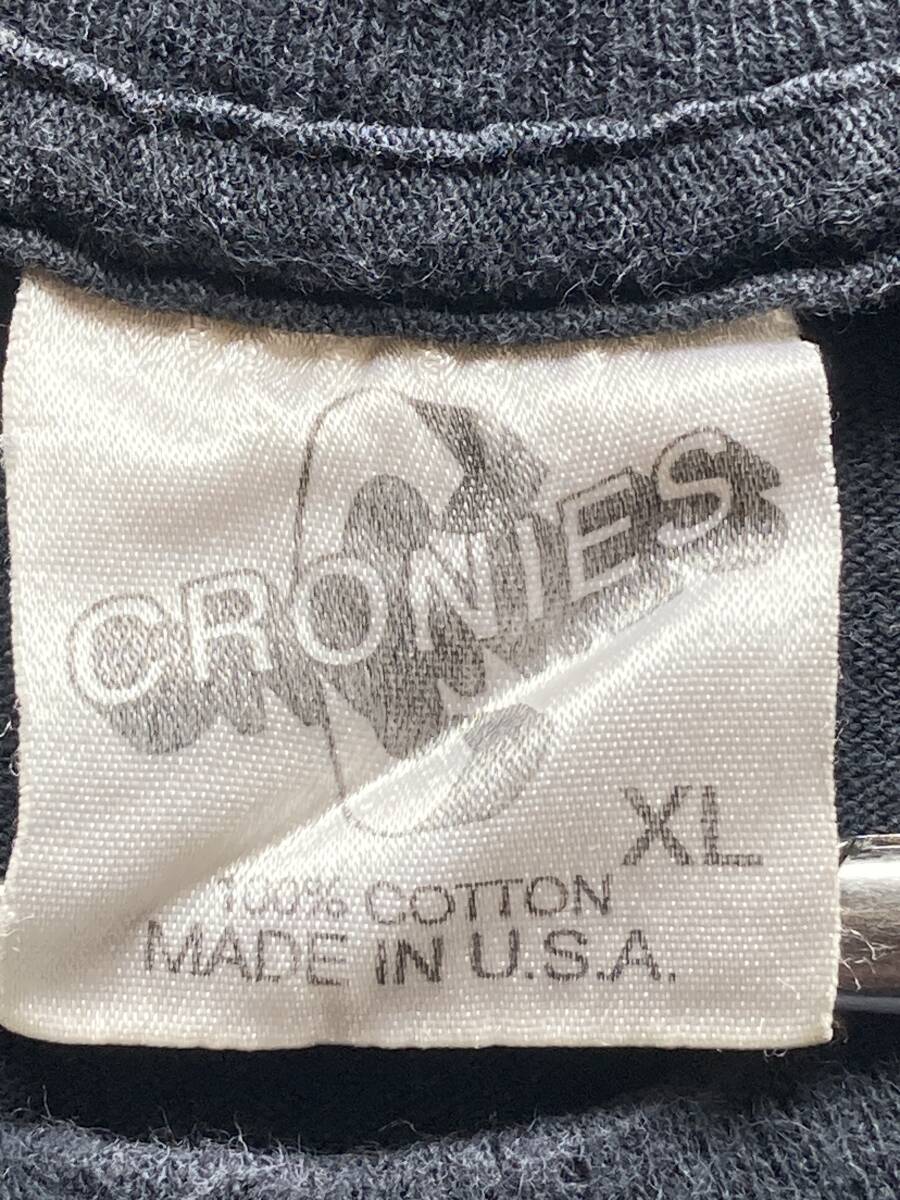 CRONIES
XL
100% COTTON
MADE IN U.S.A.